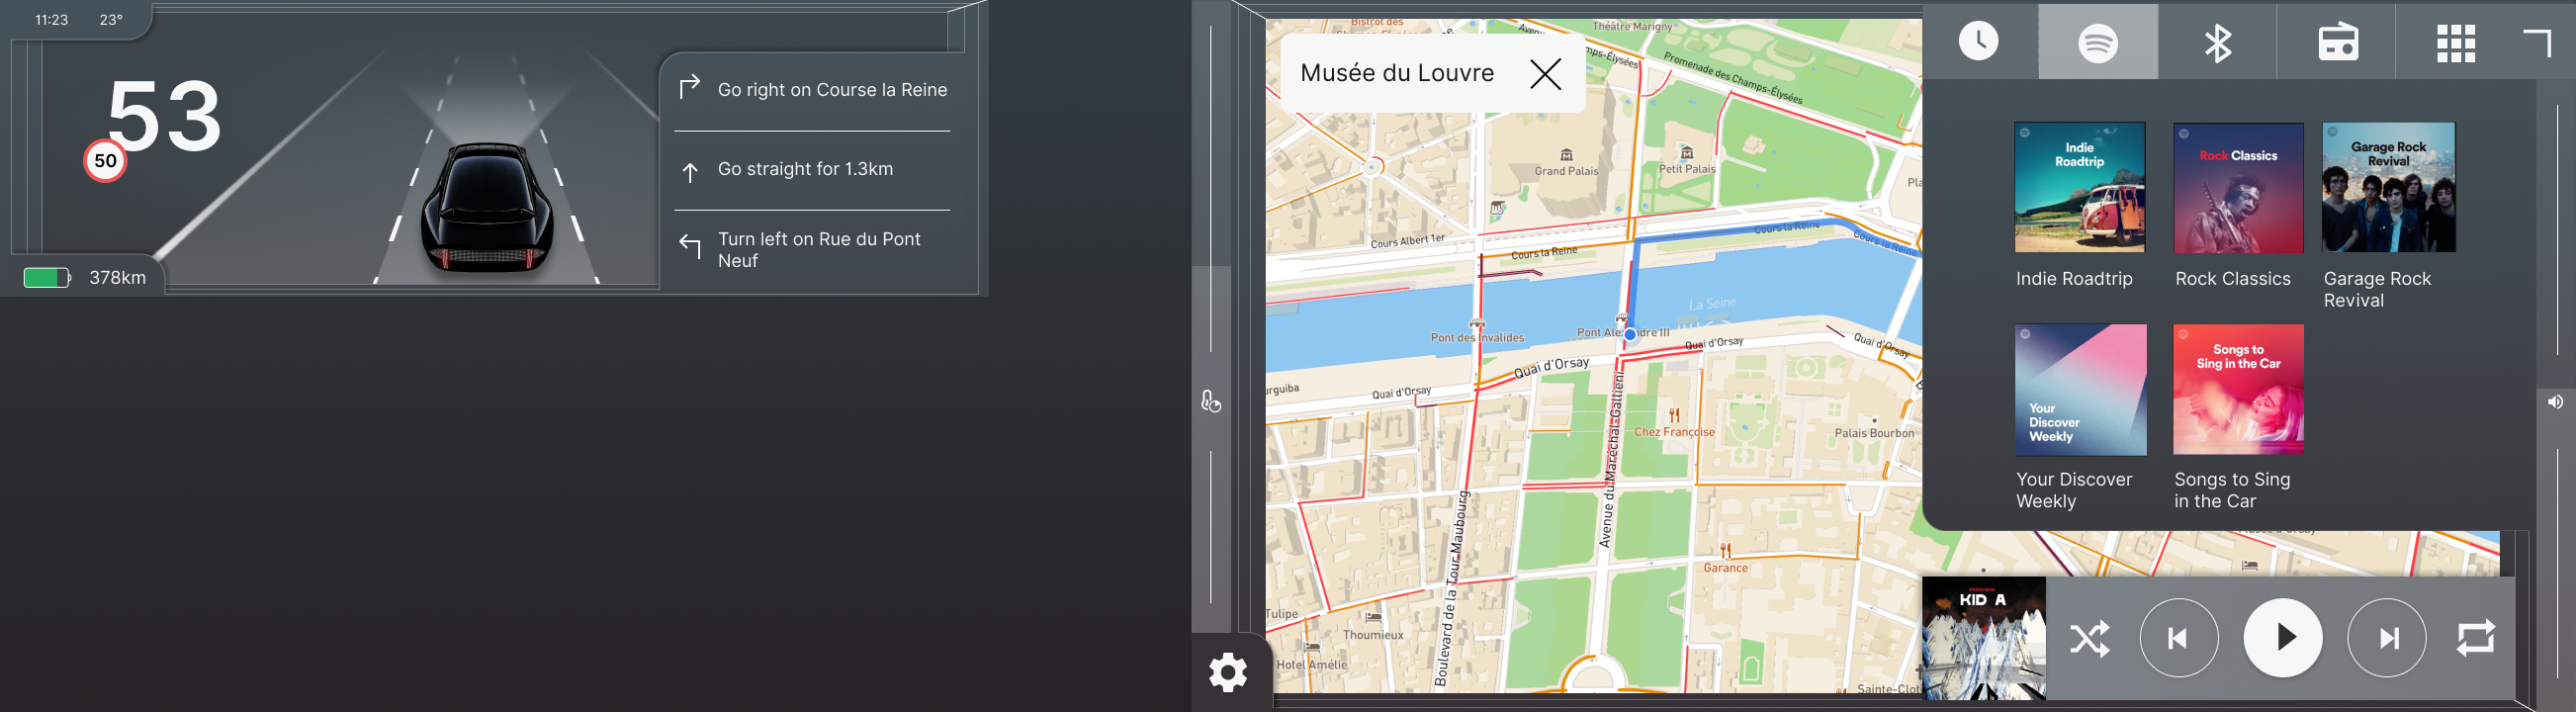 11:23
23°
53
50
378km
Go right on Course la Reine
Go straight for 1.3km
Turn left on Rue du Pont
Neuf
Musée du Louvre
Bistrot des
Théâtre Marigny
Promenade des Champs-Élysées
Grand Palais
Petit Palais
Cours Albert 1er
Cours la Reine
Cours la Reine
Cours la Reine
La Seine
Pont des Invalides
Quai d'Orsay
Quai d'Orsay
Quai d'Orsay
Quai d'Orsay
Chez Françoise
Palais Bourbon
Avenue du Maréchal-Gallieni
Boulevard de la Tour Maubourg
Garance
Tulipe
Thoumieux
Hotel Amélie
Indie
Roadtrip
Indie Roadtrip
Rock Classics
Rock Classics
Garage Rock
Revival
Garage Rock
Revival
Your
Discover
Weekly
Your Discover
Weekly
Songs to
Sing in the Car
Songs to Sing
in the Car
KID A